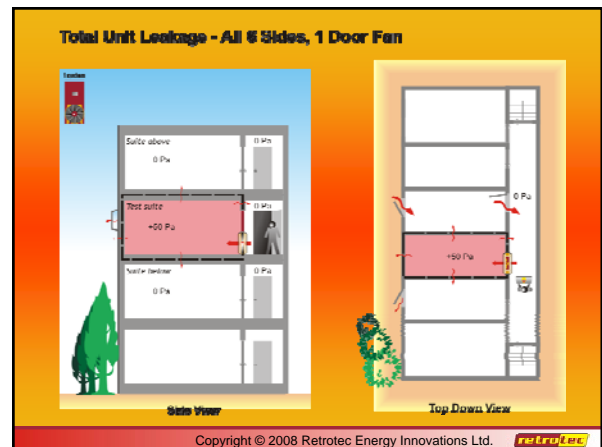 Total Unit Leakage - All 6 Sides, 1 Door Fan
Suite above
0 Pa
0 Pa
Test suite
0 Pa
+50 Pa
Suite below
0 Pa
0 Pa
Side View
0 Pa
+50 Pa
Top Down View
Copyright © 2008 Retrotec Energy Innovations Ltd.
retrotec